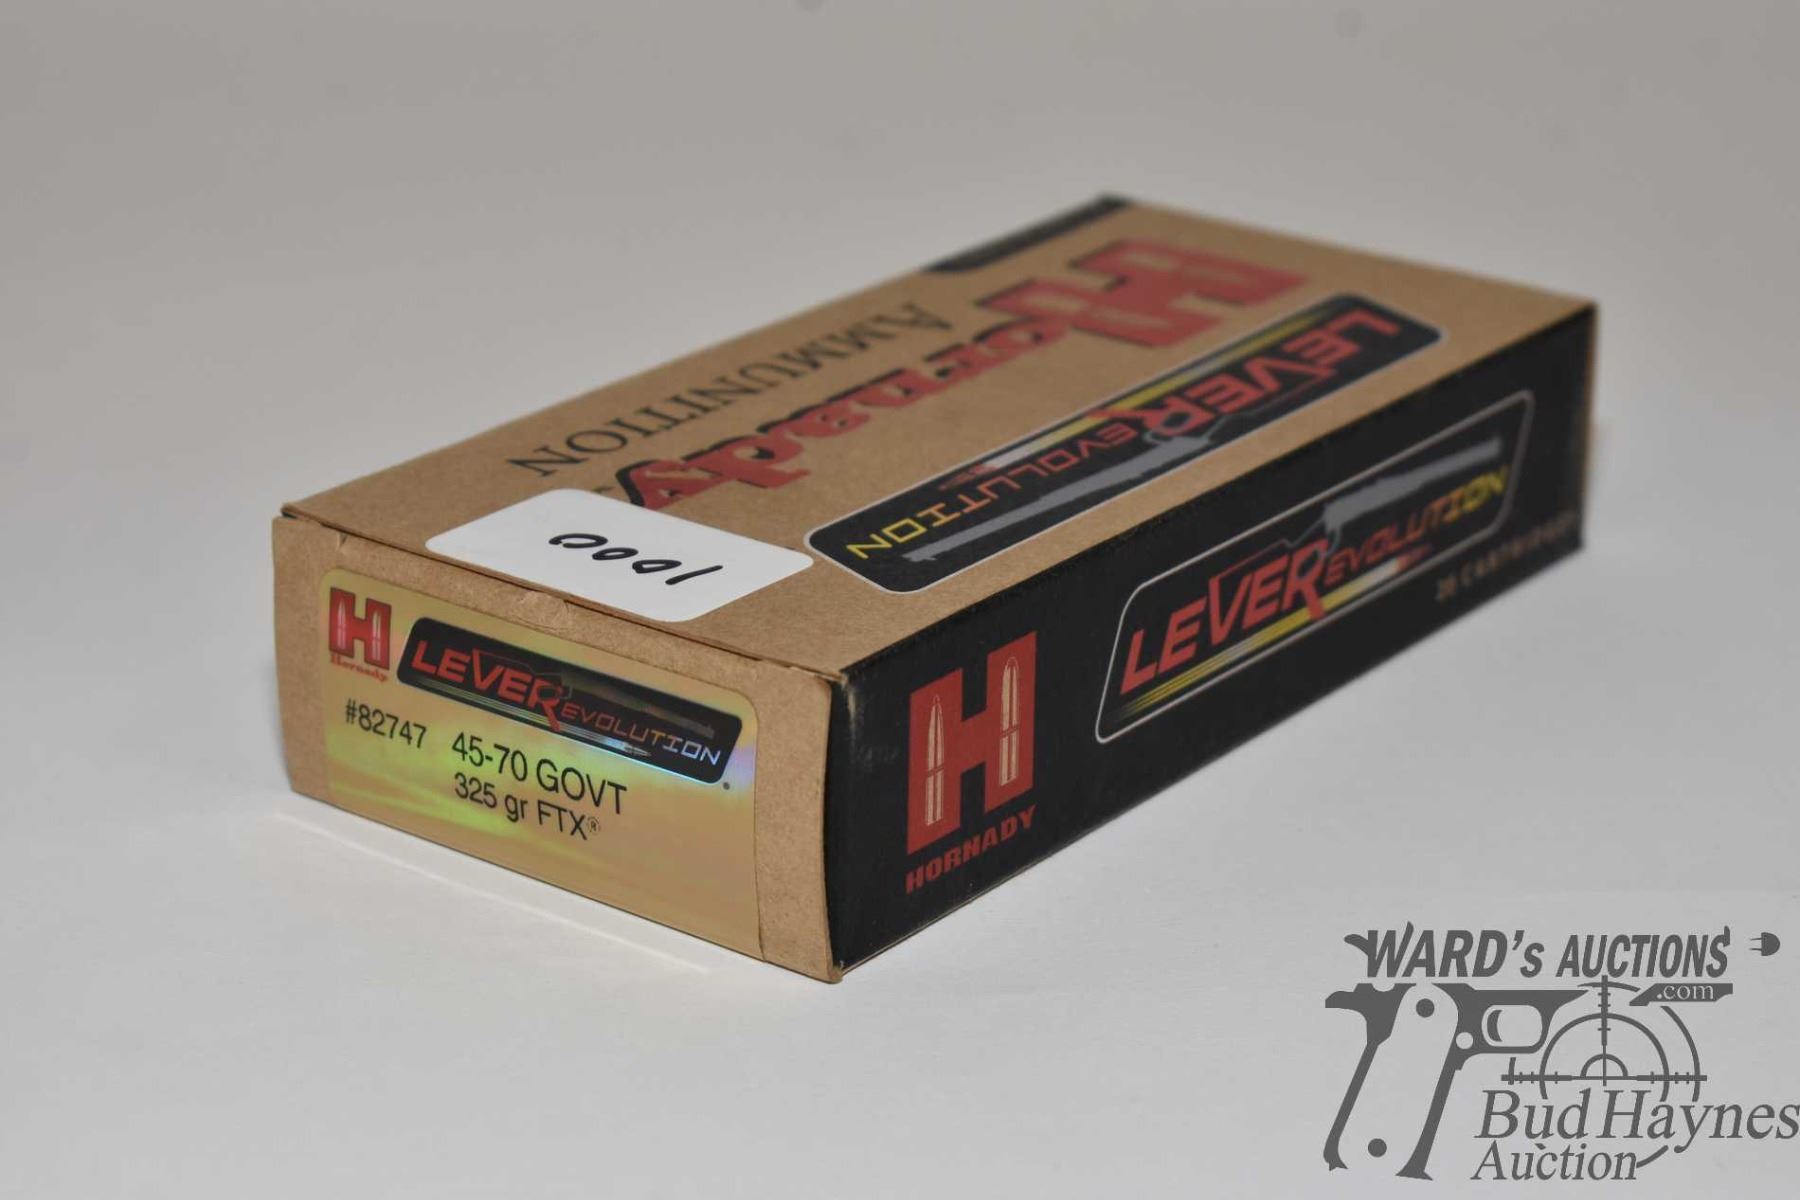 Hornady
AMMUNITION
LEVEREVOLUTION
1000
H
Hornady
LEVEREVOLUTION
#82747
45-70 GOVT
325 gr FTX®
H
HORNADY
LEVEREVOLUTION
WARD's AUCTIONS
.com
Bud Haynes
Auction